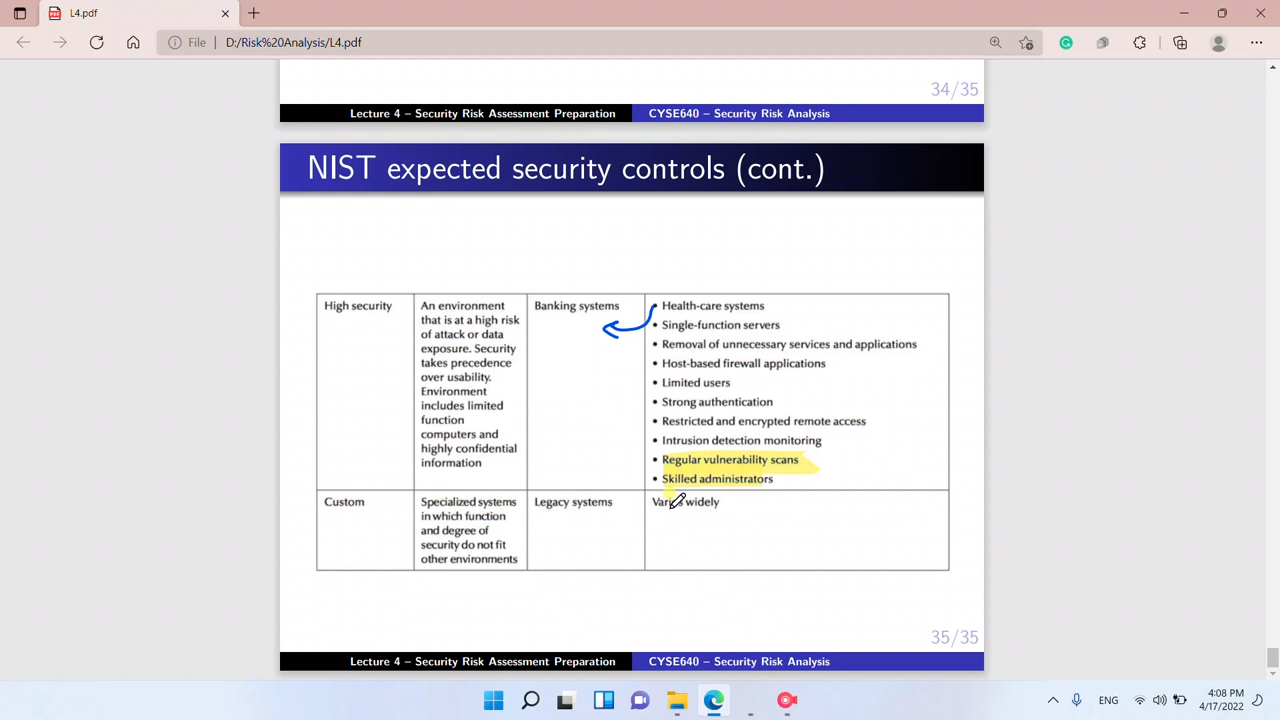 L4.pdf
File
D:/Risk%20Analysis/L4.pdf
34/35
Lecture 4 – Security Risk Assessment Preparation
CYSE640 – Security Risk Analysis
NIST expected security controls (cont.)
High security
An environment
that is at a high risk
of attack or data
exposure. Security
takes precedence
over usability.
Environment
includes limited
function
computers and
highly confidential
information
Banking systems
• Health-care systems
• Single-function servers
• Removal of unnecessary services and applications
• Host-based firewall applications
• Limited users
• Strong authentication
• Restricted and encrypted remote access
• Intrusion detection monitoring
• Regular vulnerability scans
• Skilled administrators
Custom
Specialized systems
in which function
and degree of
security do not fit
other environments
Legacy systems
Varies widely
35/35
Lecture 4 – Security Risk Assessment Preparation
CYSE640 – Security Risk Analysis
ENG
4:08 PM
4/17/2022